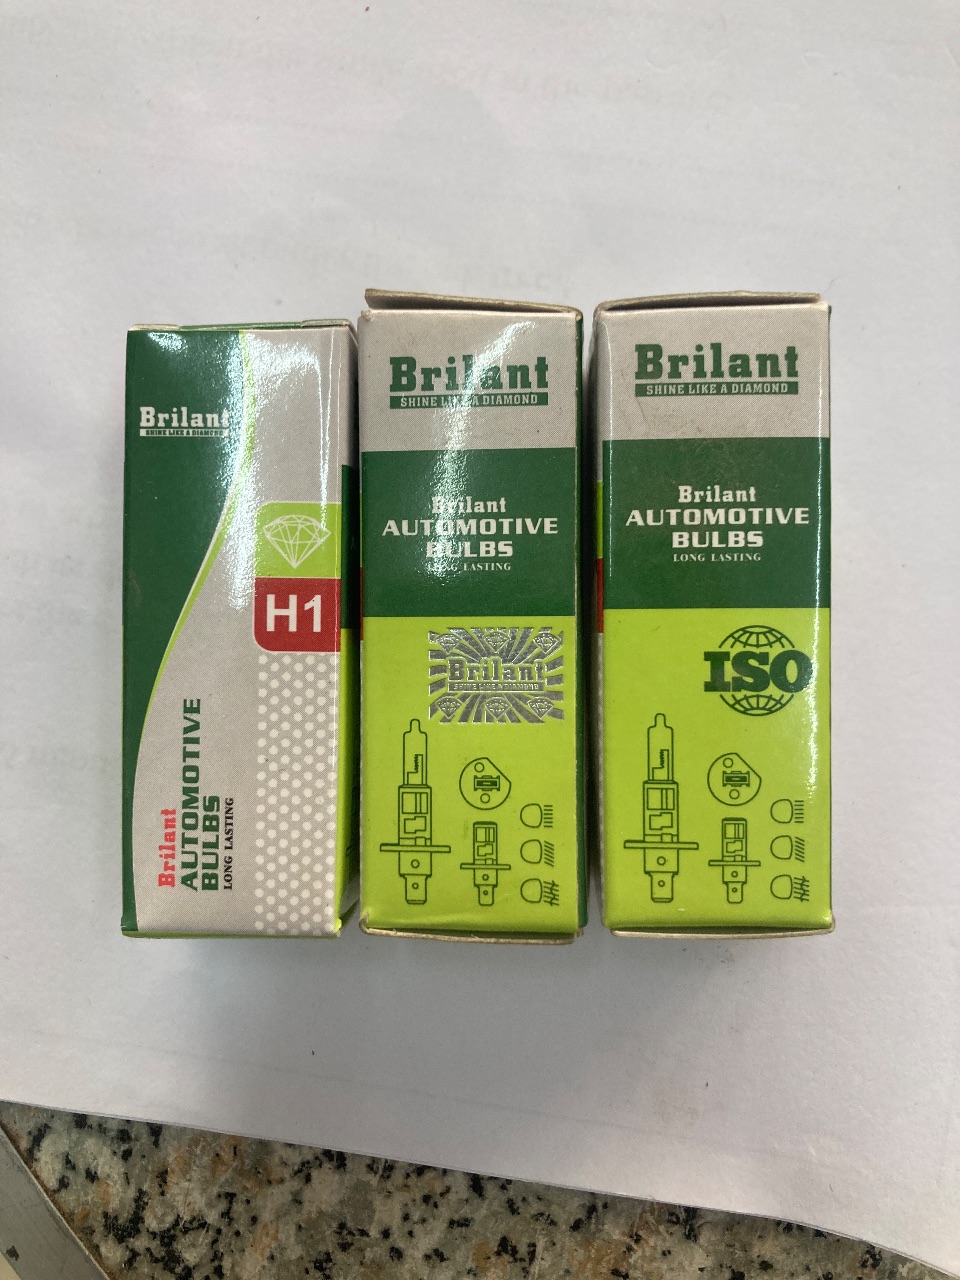 Brilant
SHINE LIKE A DIAMOND
H1
Brilant
AUTOMOTIVE
BULBS
LONG LASTING
Brilant
SHINE LIKE A DIAMOND
Brilant
AUTOMOTIVE
BULBS
LONG LASTING
Brilant
SHINE LIKE A DIAMOND
Brilant
SHINE LIKE A DIAMOND
Brilant
AUTOMOTIVE
BULBS
LONG LASTING
ISO